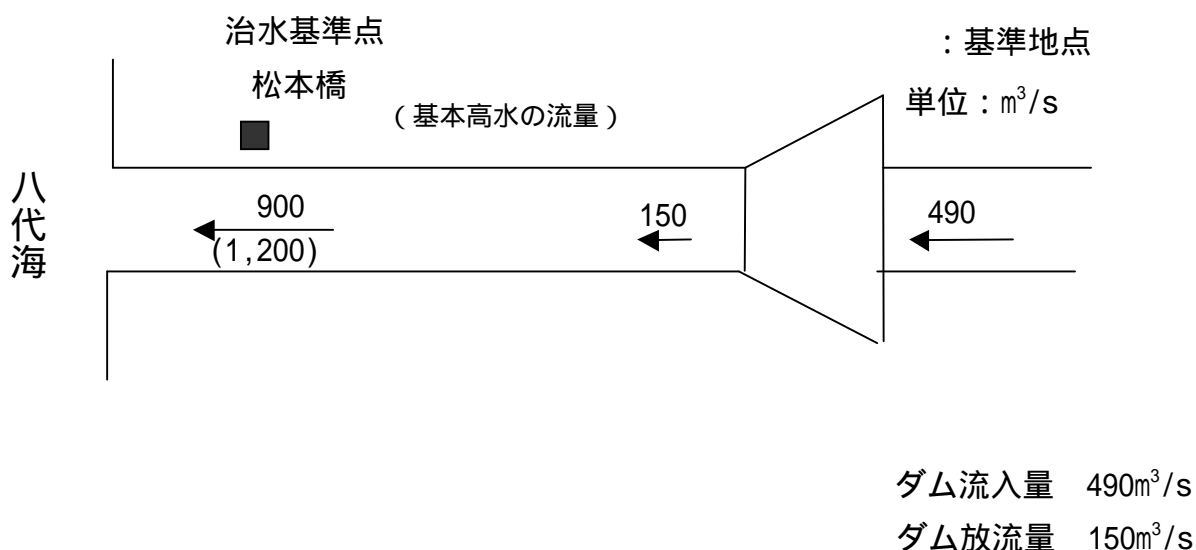 治水基準点
松本橋
：基準地点
単位：m³/s
（基本高水の流量）
八代海
900
(1,200)
150
490
ダム流入量 490m³/s
ダム放流量 150m³/s